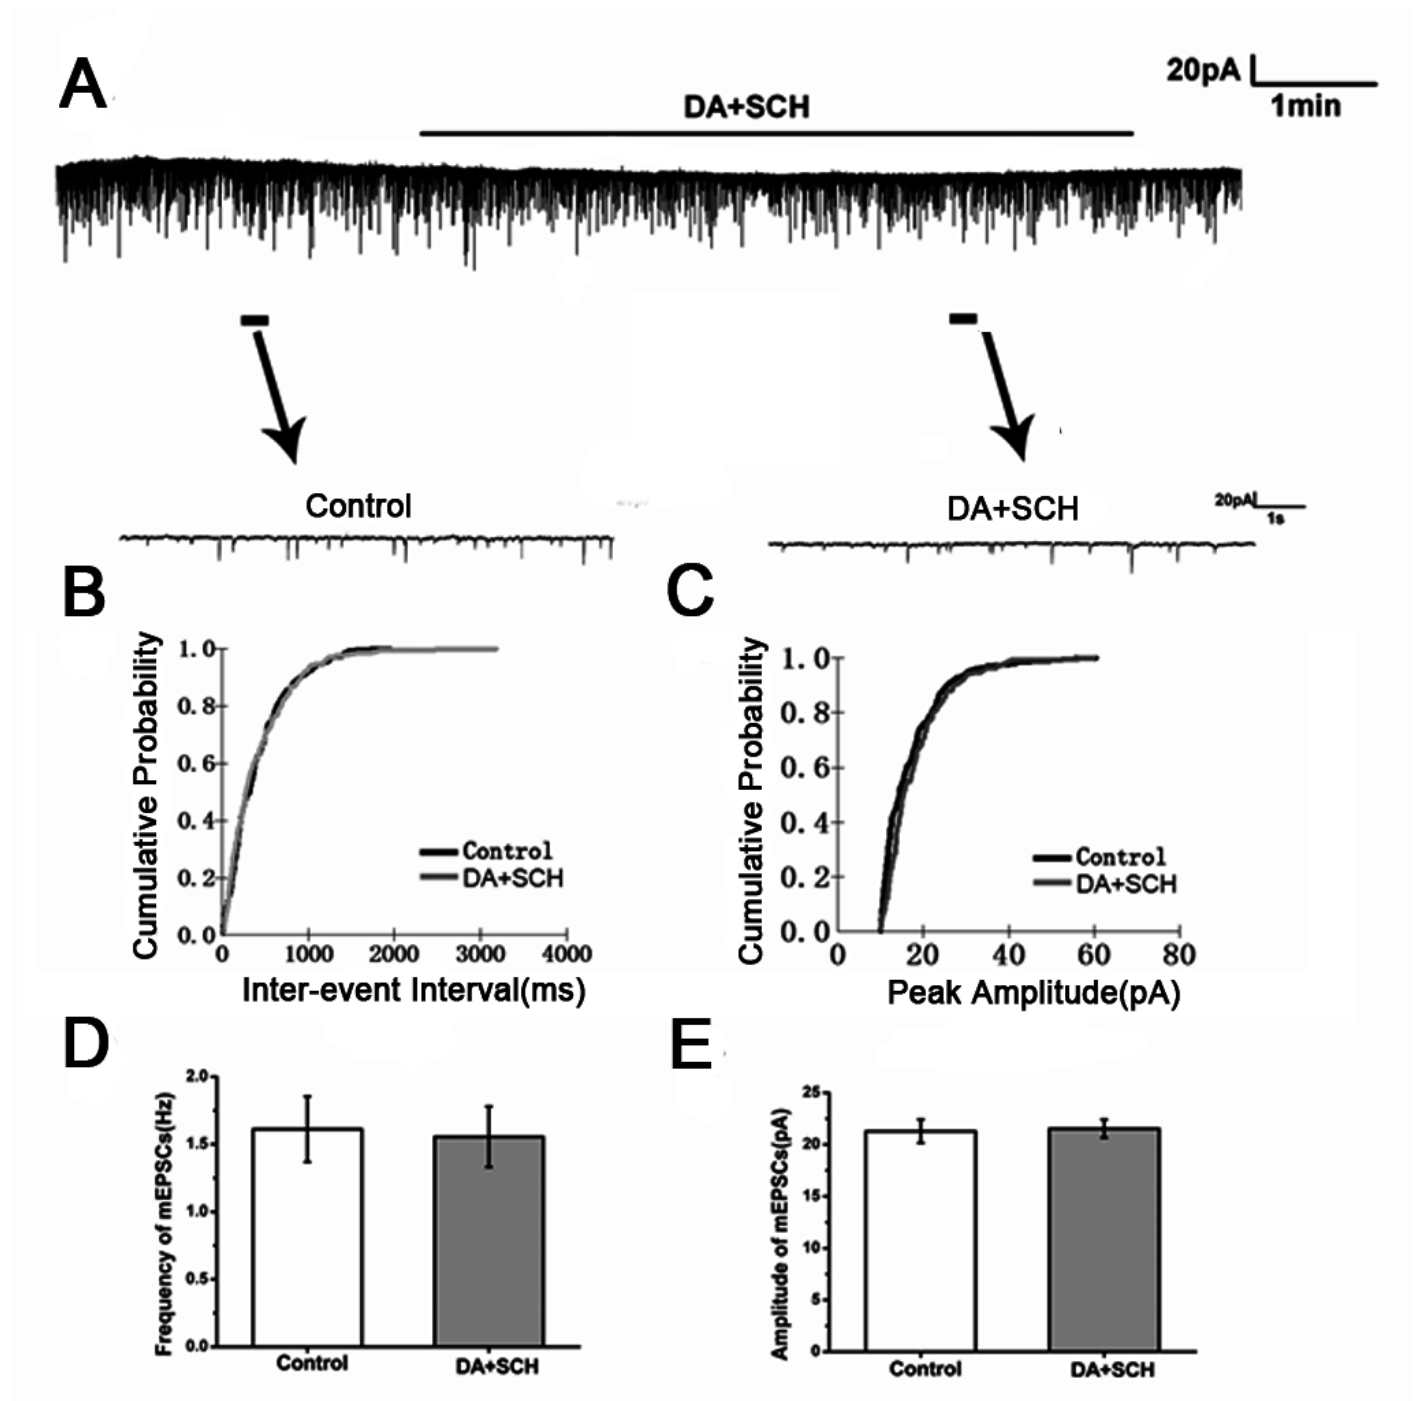 A
20pA
1min
DA+SCH
Control
DA+SCH
20pA
1s
B
Cumulative Probability
1.0
0.8
0.6
0.4
0.2
0.0
0 1000 2000 3000 4000
Inter-event Interval(ms)
Control
DA+SCH
C
Cumulative Probability
1.0
0.8
0.6
0.4
0.2
0.0
0 20 40 60 80
Peak Amplitude(pA)
Control
DA+SCH
D
Frequency of mEPSCs(Hz)
2.0
1.5
1.0
0.5
0.0
Control DA+SCH
E
Amplitude of mEPSCs(pA)
25
20
15
10
5
0
Control DA+SCH